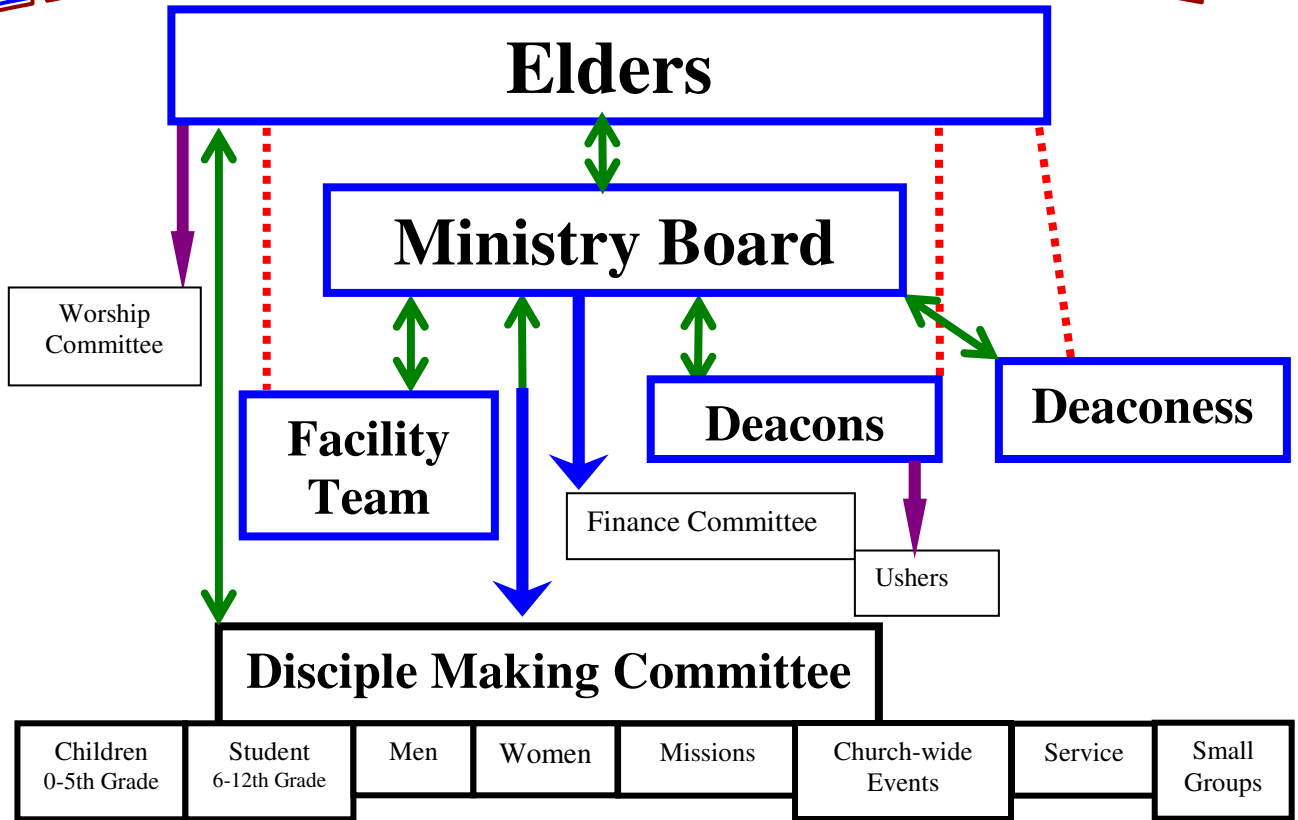 Elders
Ministry Board
Worship
Committee
Facility
Team
Deacons
Deaconess
Finance Committee
Ushers
Disciple Making Committee
Children
0-5th Grade
Student
6-12th Grade
Men
Women
Missions
Church-wide
Events
Service
Small
Groups